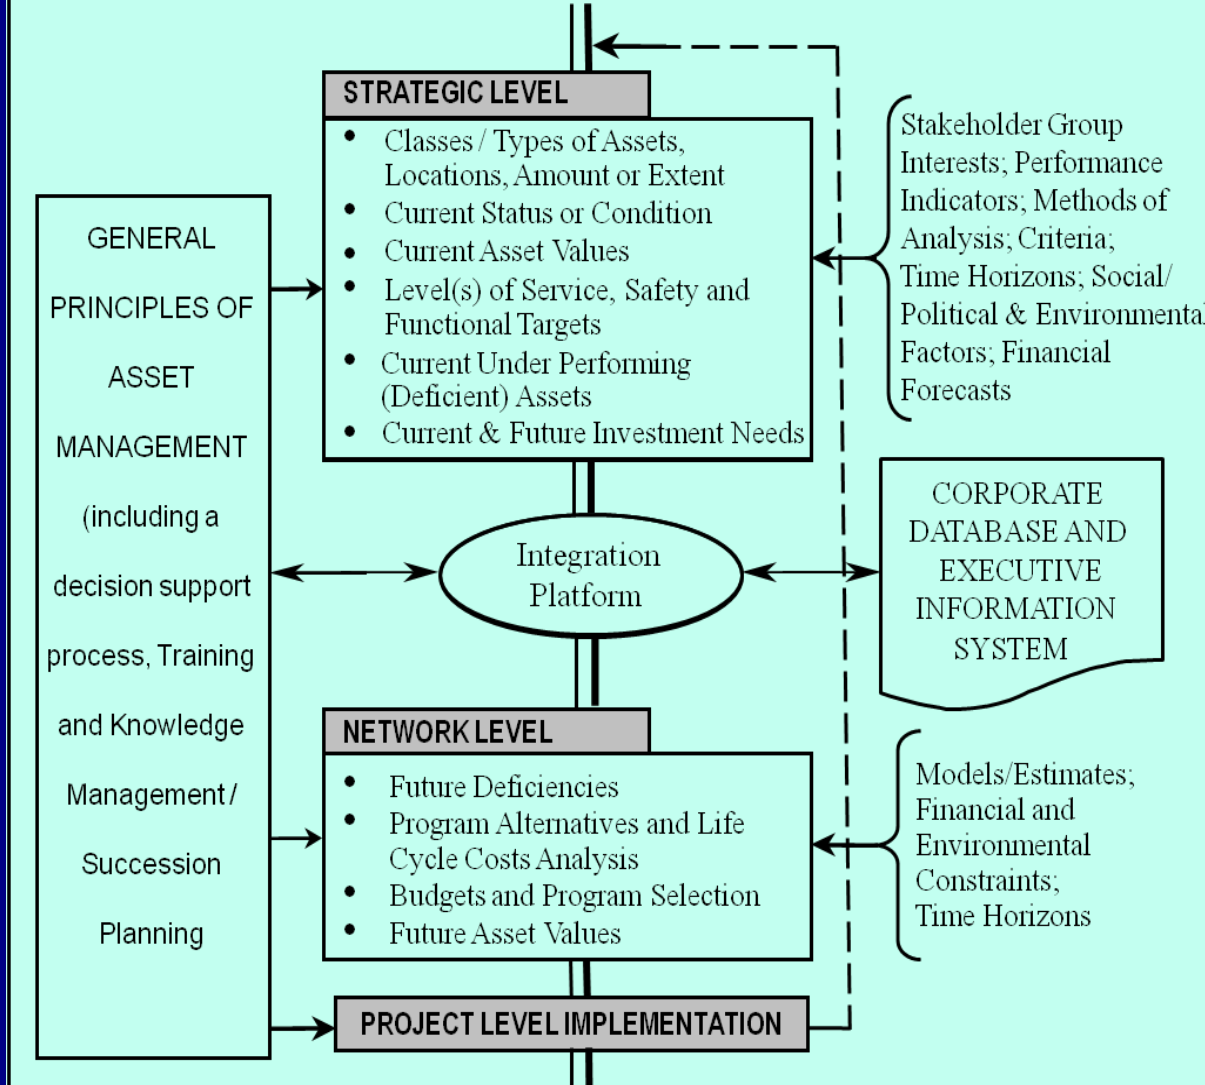 STRATEGIC LEVEL
• Classes / Types of Assets,
Locations, Amount or Extent
• Current Status or Condition
• Current Asset Values
• Level(s) of Service, Safety and
Functional Targets
• Current Under Performing
(Deficient) Assets
• Current & Future Investment Needs
Stakeholder Group
Interests; Performance
Indicators; Methods of
Analysis; Criteria;
Time Horizons; Social/
Political & Environmental
Factors; Financial
Forecasts
GENERAL
PRINCIPLES OF
ASSET
MANAGEMENT
(including a
decision support
process, Training
and Knowledge
Management /
Succession
Planning
Integration
Platform
CORPORATE
DATABASE AND
EXECUTIVE
INFORMATION
SYSTEM
NETWORK LEVEL
• Future Deficiencies
• Program Alternatives and Life
Cycle Costs Analysis
• Budgets and Program Selection
• Future Asset Values
Models/Estimates;
Financial and
Environmental
Constraints;
Time Horizons
PROJECT LEVEL IMPLEMENTATION